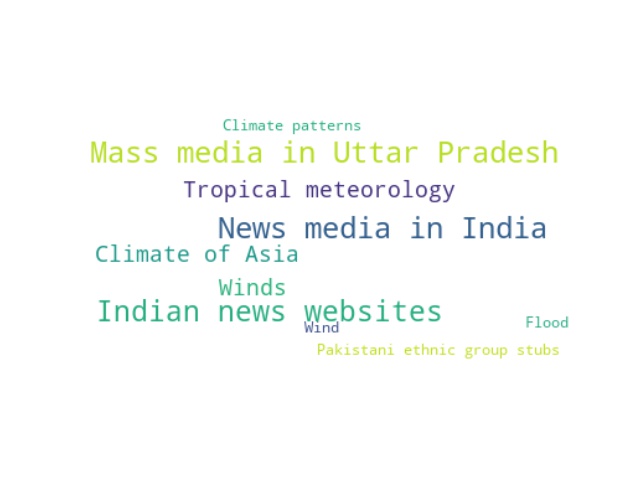 Climate patterns
Mass media in Uttar Pradesh
Tropical meteorology
News media in India
Climate of Asia
Winds
Indian news websites
Wind
Flood
Pakistani ethnic group stubs